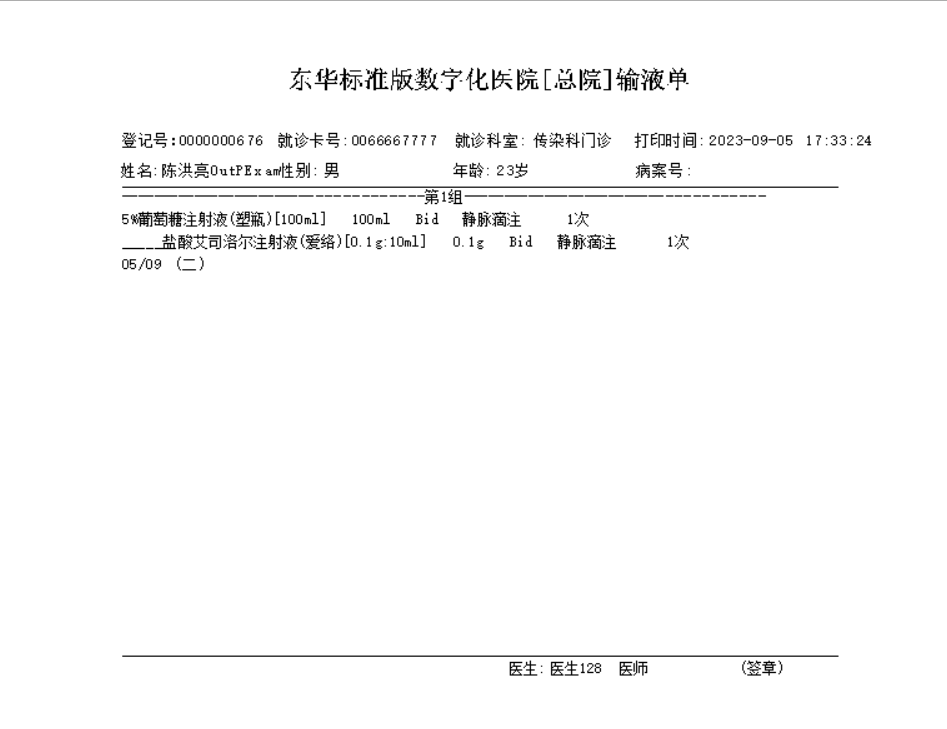 东华标准版数字化医院[总院]输液单
登记号:0000000676 就诊卡号:0066667777 就诊科室: 传染科门诊 打印时间: 2023-09-05 17:33:24
姓名: 陈洪亮OutPExam性别: 男 年龄: 23岁 病案号:
--------------------------------第1组--------------------------------
5%葡萄糖注射液(塑瓶)[100ml] 100ml Bid 静脉滴注 1次
____盐酸艾司洛尔注射液(爱络)[0.1g:10ml] 0.1g Bid 静脉滴注 1次
05/09 (二)
医生: 医生128 医师 (签章)